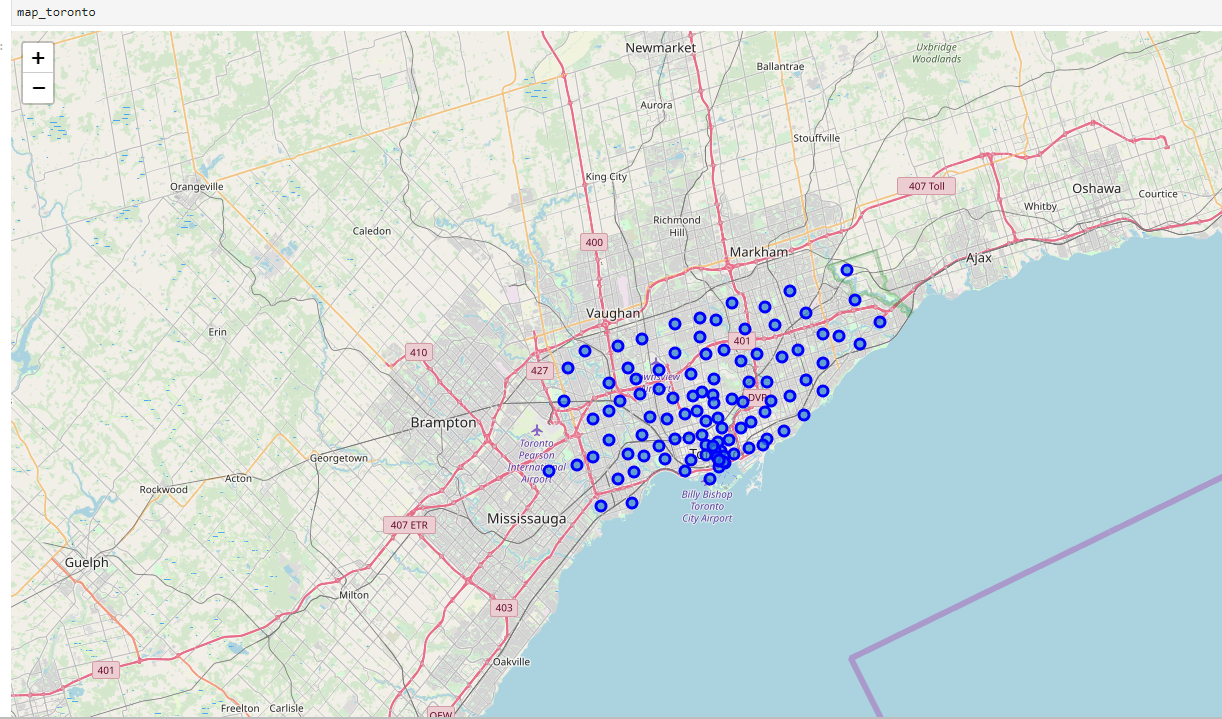 map_toronto
+
−
Newmarket
Uxbridge
Woodlands
Ballantrae
Aurora
Stouffville
King City
Orangeville
407 Toll
Oshawa
Courtice
Whitby
Richmond
Hill
Caledon
400
Markham
Ajax
Vaughan
Erin
410
401
427
DVP
Brampton
Toronto
Pearson
International
Airport
Georgetown
Acton
Rockwood
Billy Bishop
Toronto
City Airport
Mississauga
407 ETR
Guelph
Milton
403
Oakville
401
Freelton
Carlisle
QEW